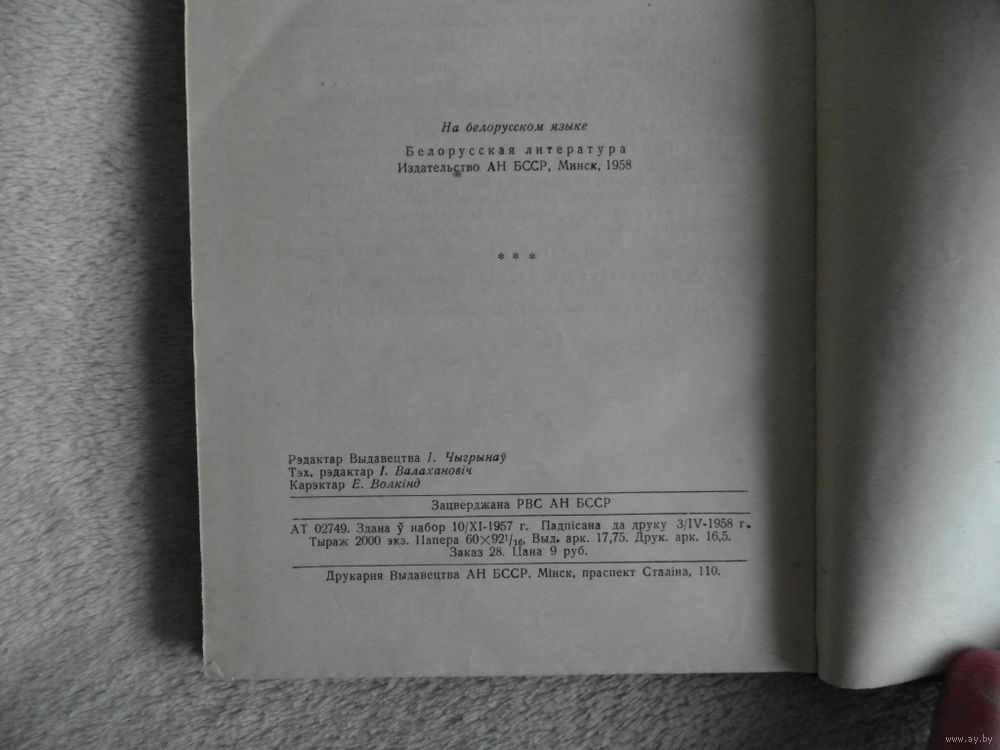 На белорусском языке
Белорусская литература
Издательство АН БССР, Минск, 1958
* * *
Рэдактар Выдавецтва І. Чыгрынаў
Тэх. рэдактар І. Валахановіч
Карэктар Е. Волкінд
Зацверджана РВС АН БССР
АТ 02749. Здана ў набор 10/XI-1957 г. Падпісана да друку 3/IV-1958 г.
Тыраж 2000 экз. Папера 60×92¹/₁₆. Выд. арк. 17,75. Друк. арк. 16,5.
Заказ 28. Цана 9 руб.
Друкарня Выдавецтва АН БССР. Мінск, праспект Сталіна, 110.
www.ay.by